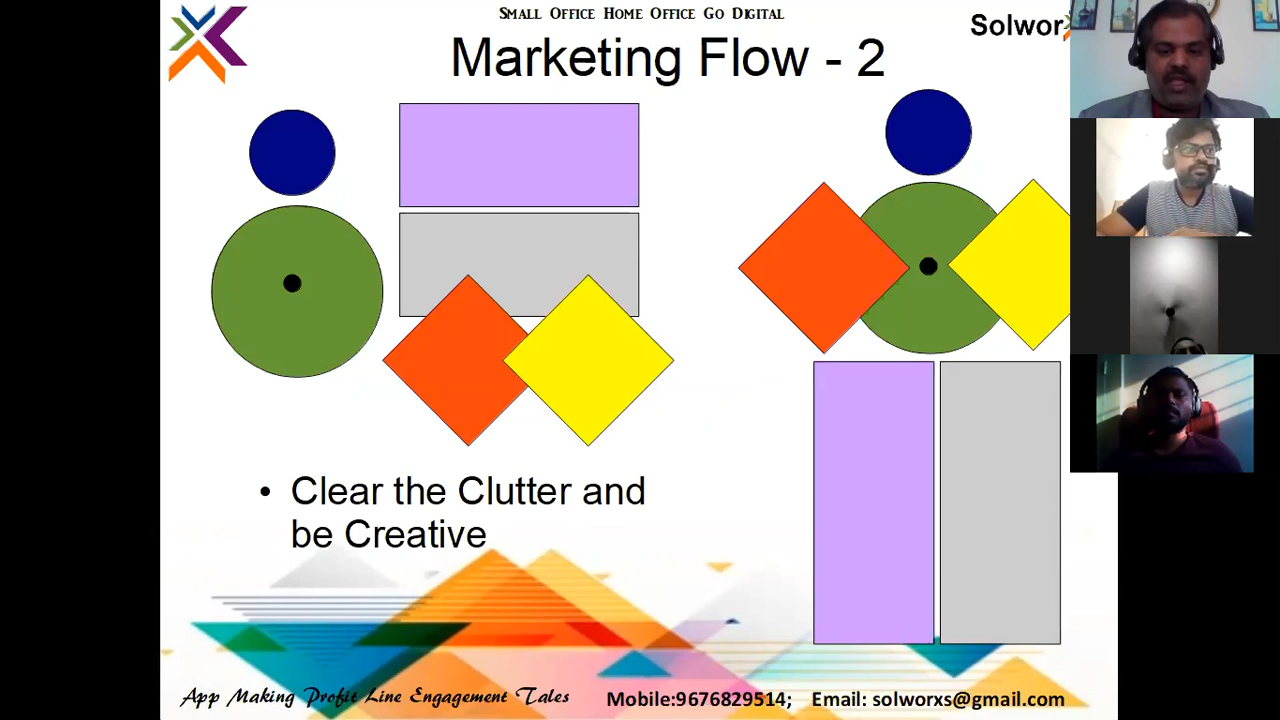 Small Office Home Office Go Digital
Solwor
Marketing Flow - 2
• Clear the Clutter and
be Creative
App Making Profit Line Engagement Tales
Mobile:9676829514; Email: solworxs@gmail.com